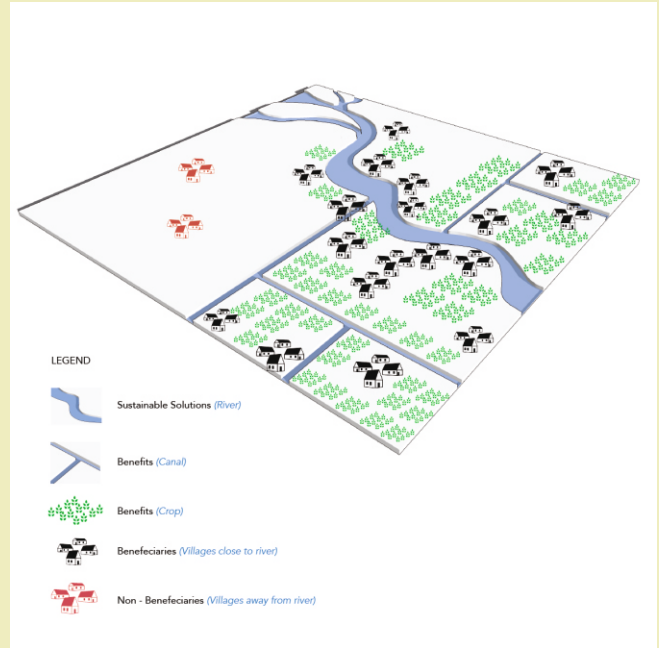 LEGEND
Sustainable Solutions (River)
Benefits (Canal)
Benefits (Crop)
Benefeciaries (Villages close to river)
Non - Benefeciaries (Villages away from river)